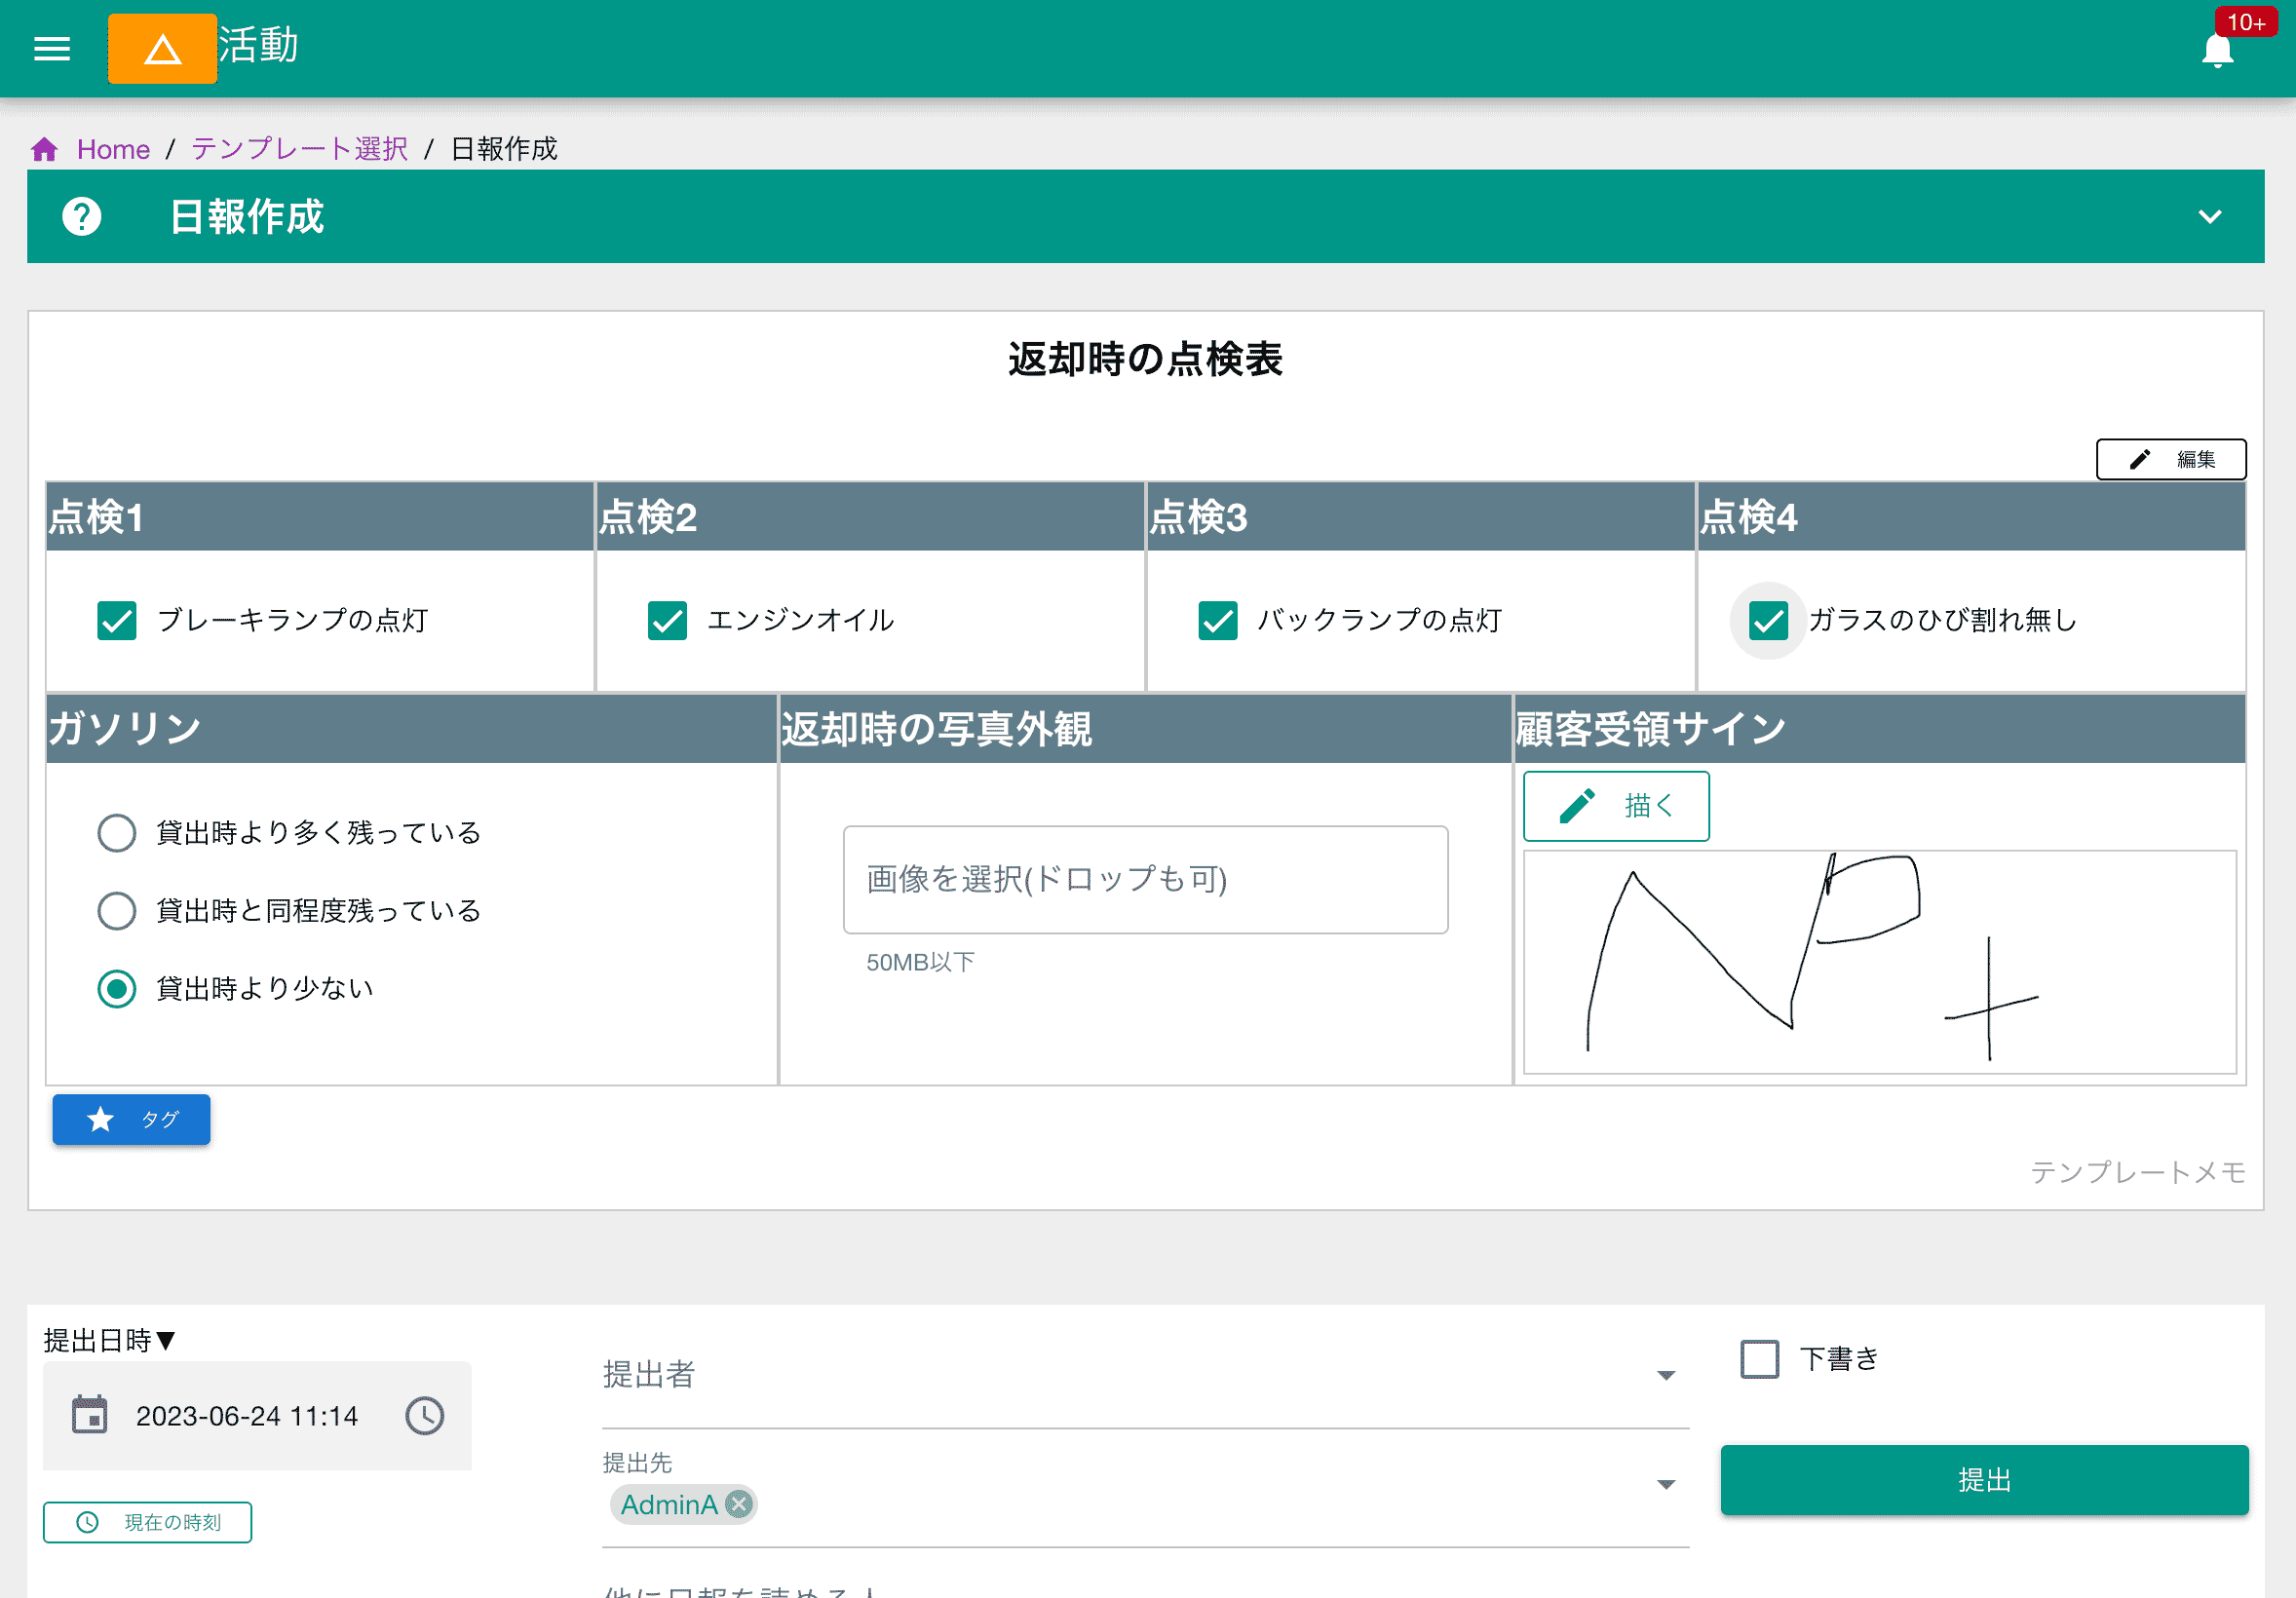 活動
10+
Home / テンプレート選択 / 日報作成
日報作成
返却時の点検表
編集
点検1 点検2 点検3 点検4
ブレーキランプの点灯 エンジンオイル バックランプの点灯 ガラスのひび割れ無し
ガソリン 返却時の写真外観 顧客受領サイン
描く
貸出時より多く残っている
貸出時と同程度残っている
貸出時より少ない
画像を選択(ドロップも可)
50MB以下
NP+
タグ
テンプレートメモ
提出日時▼
2023-06-24 11:14
現在の時刻
提出者
提出先
AdminA
下書き
提出